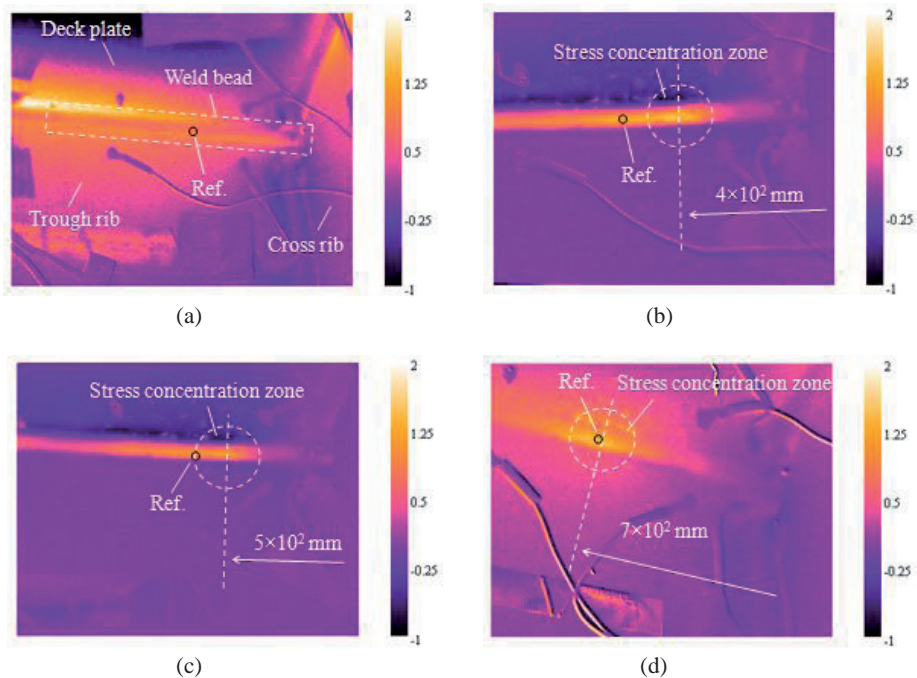 Deck plate
Weld bead
Ref.
Trough rib
Cross rib
2
1.25
0.5
-0.25
-1
(a)
Stress concentration zone
Ref.
4×10² mm
2
1.25
0.5
-0.25
-1
(b)
Stress concentration zone
Ref.
5×10² mm
2
1.25
0.5
-0.25
-1
(c)
Ref.
Stress concentration zone
7×10² mm
2
1.25
0.5
-0.25
-1
(d)